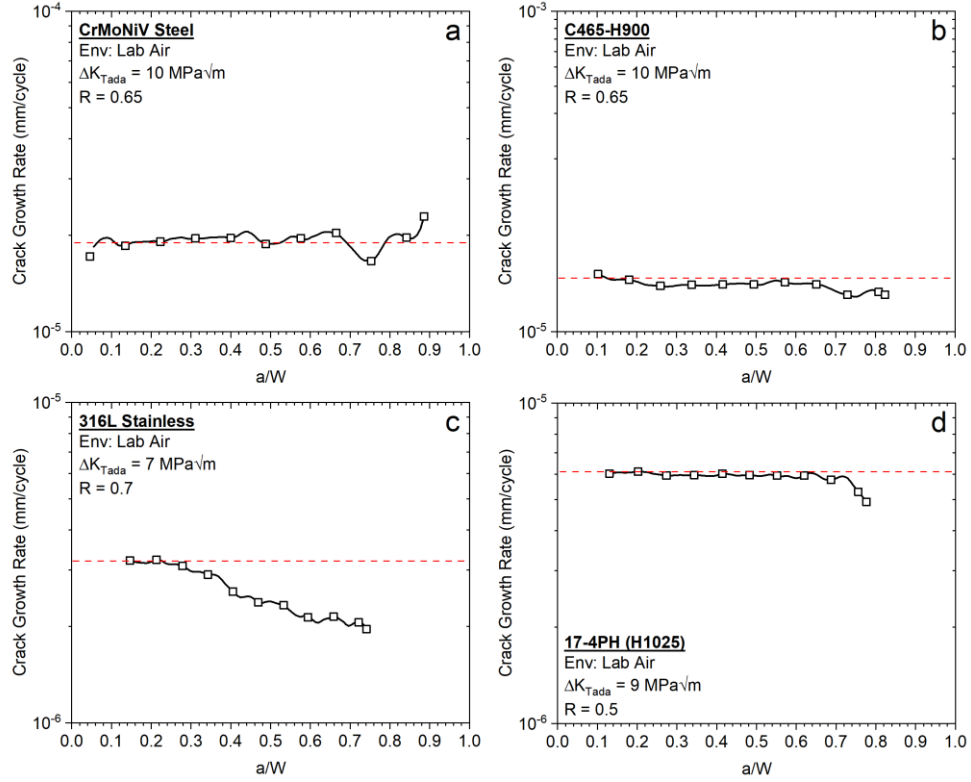 10⁻⁴
CrMoNiV Steel
a
Env: Lab Air
ΔK_Tada = 10 MPa√m
R = 0.65
Crack Growth Rate (mm/cycle)
10⁻⁵
0.0 0.1 0.2 0.3 0.4 0.5 0.6 0.7 0.8 0.9 1.0
a/W
10⁻³
C465-H900
b
Env: Lab Air
ΔK_Tada = 10 MPa√m
R = 0.65
Crack Growth Rate (mm/cycle)
10⁻⁵
0.0 0.1 0.2 0.3 0.4 0.5 0.6 0.7 0.8 0.9 1.0
a/W
10⁻⁵
316L Stainless
c
Env: Lab Air
ΔK_Tada = 7 MPa√m
R = 0.7
Crack Growth Rate (mm/cycle)
10⁻⁶
0.0 0.1 0.2 0.3 0.4 0.5 0.6 0.7 0.8 0.9 1.0
a/W
10⁻⁵
d
Crack Growth Rate (mm/cycle)
17-4PH (H1025)
Env: Lab Air
ΔK_Tada = 9 MPa√m
R = 0.5
10⁻⁶
0.0 0.1 0.2 0.3 0.4 0.5 0.6 0.7 0.8 0.9 1.0
a/W